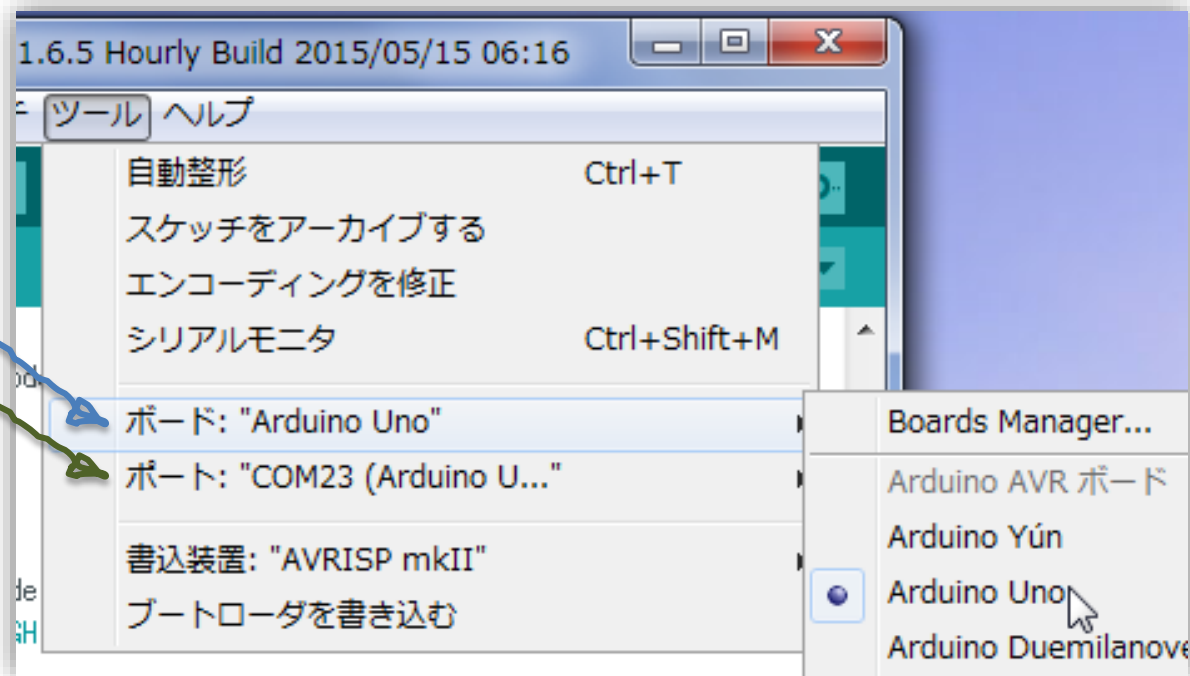 1.6.5 Hourly Build 2015/05/15 06:16
ツール ヘルプ
自動整形 Ctrl+T
スケッチをアーカイブする
エンコーディングを修正
シリアルモニタ Ctrl+Shift+M
ボード: "Arduino Uno"
ポート: "COM23 (Arduino U..."
書込装置: "AVRISP mkII"
ブートローダを書き込む
Boards Manager...
Arduino AVR ボード
Arduino Yún
Arduino Uno
Arduino Duemilanove